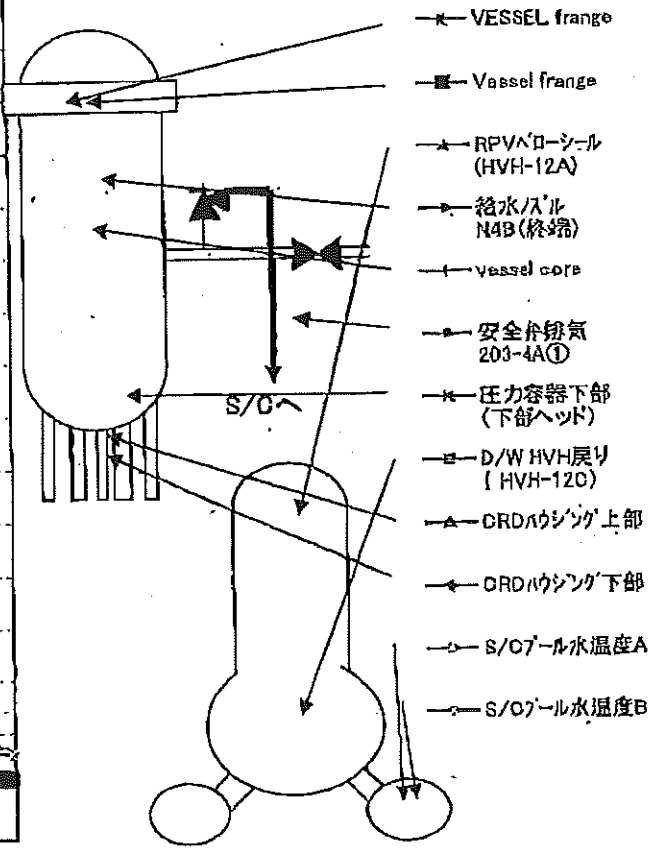 VESSEL frange
Vassel frange
RPVベローシール
(HVH-12A)
給水ノズル
N4B(終端)
vassel core
安全弁排気
203-4A①
圧力容器下部
(下部ヘッド)
D/W HVH戻り
( HVH-12C)
CRDハウジング上部
CRDハウジング下部
S/Cプール水温度A
S/Cプール水温度B
S/Cへ